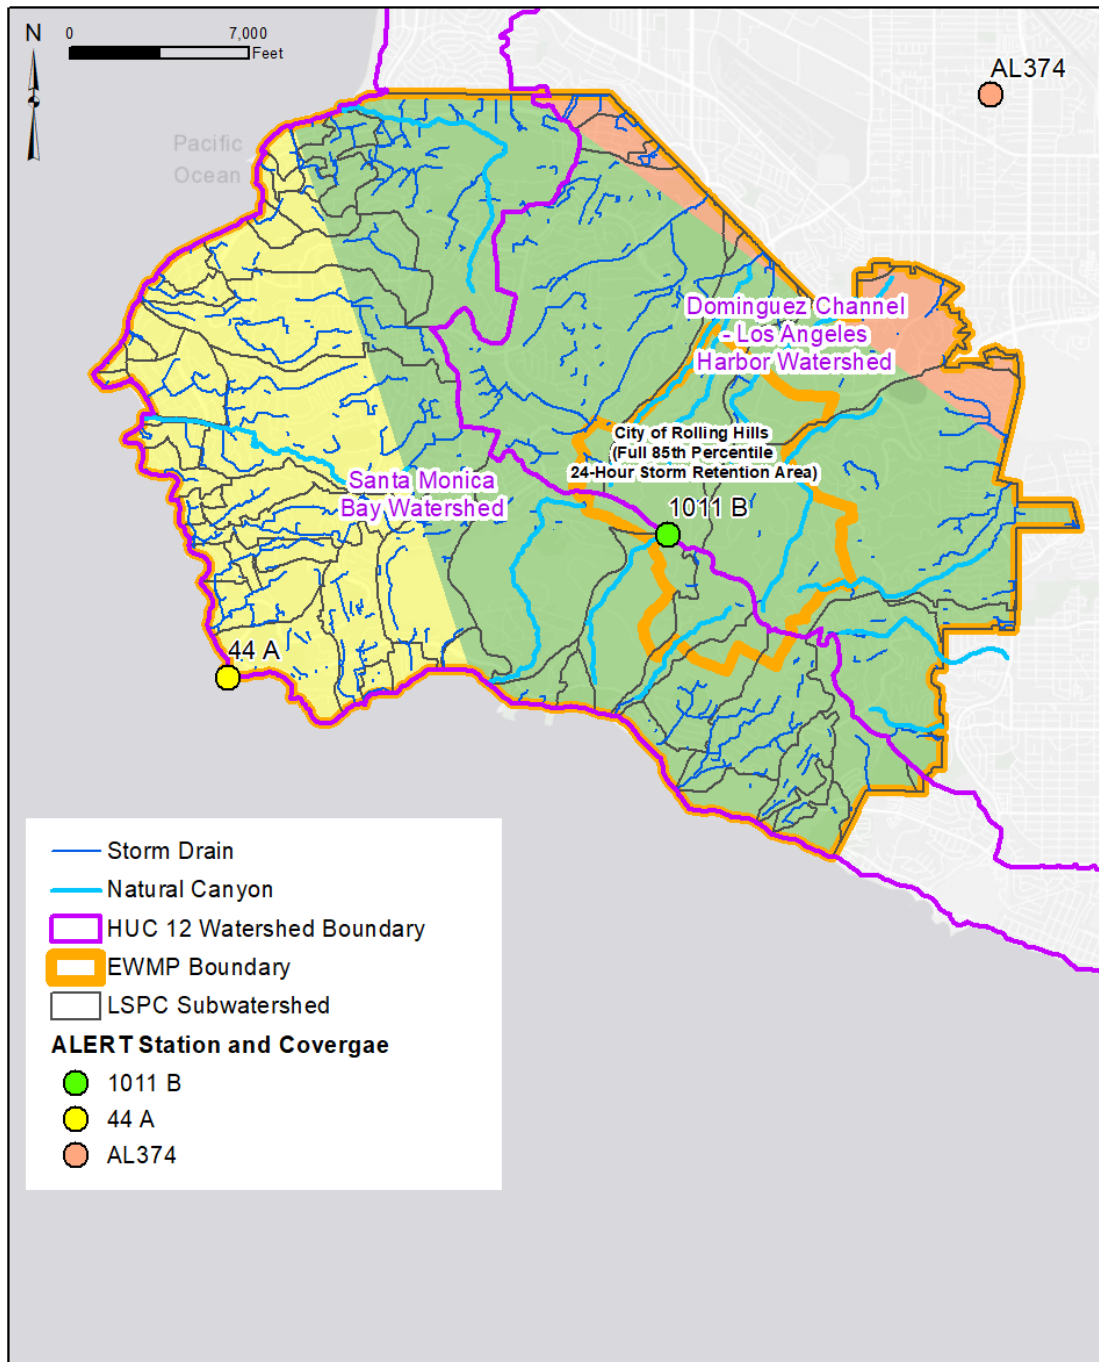 N
0 7,000
Feet
AL374
Pacific
Ocean
Dominguez Channel
- Los Angeles
Harbor Watershed
City of Rolling Hills
(Full 85th Percentile
24-Hour Storm Retention Area)
Santa Monica
Bay Watershed
1011 B
44 A
Storm Drain
Natural Canyon
HUC 12 Watershed Boundary
EWMP Boundary
LSPC Subwatershed
ALERT Station and Covergae
1011 B
44 A
AL374